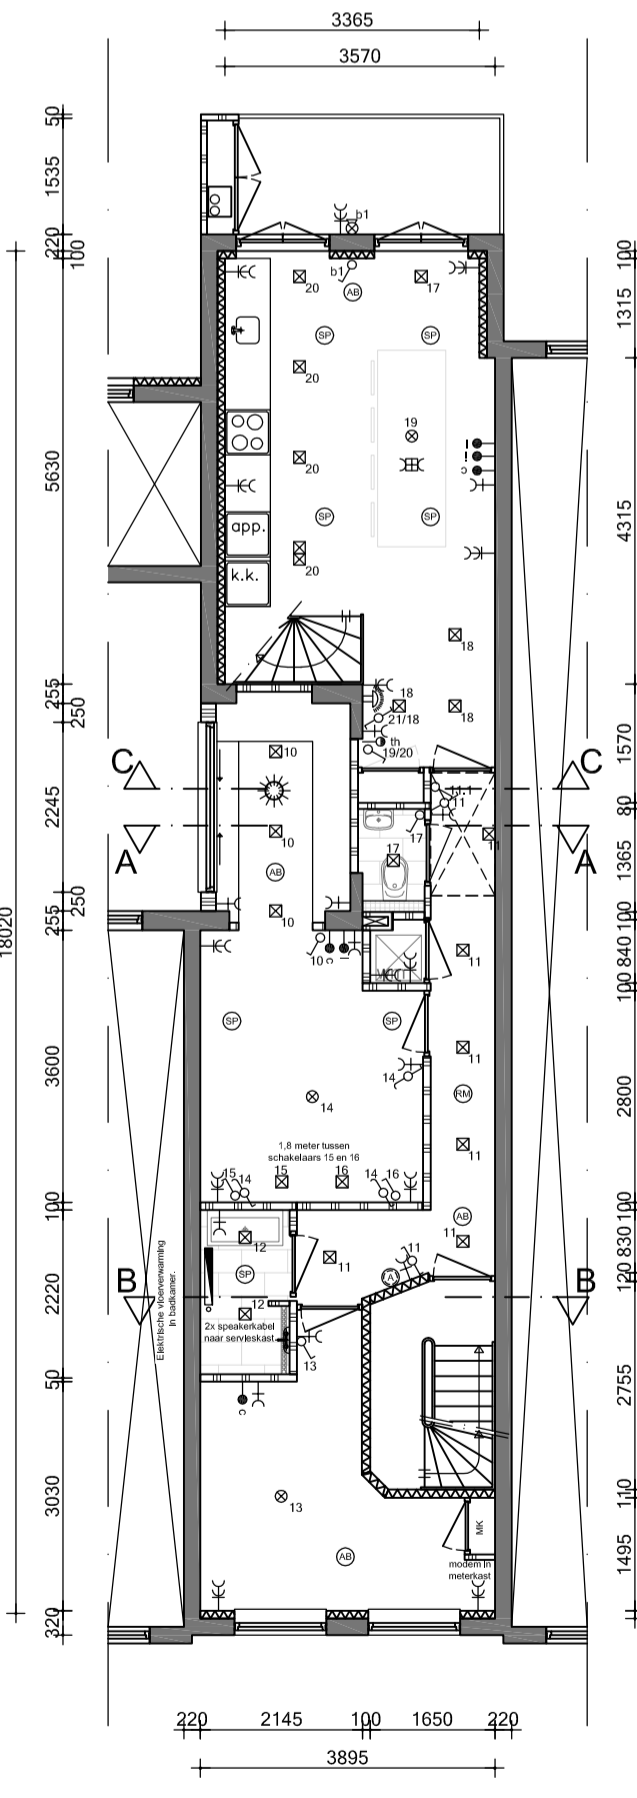 3365
3570
50
1535
220
100
b1
b1
20
AB
17
100
1315
SP
SP
20
19
5630
20
4315
SP
SP
app.
k.k.
20
18
18
18
21/18
th
19/20
255
250
1570
C
C
10
11.1
11
80
2245
17
11
10
17
A
A
1365
AB
10
250
255
100
18020
10
c
11
840
100
SP
SP
11
3600
14
RM
2800
14
11
1,8 meter tussen
schakelaars 15 en 16
15
14
15
16
14
16
100
100
AB
12
11
11
830
SP
A
120
B
B
2220
12
2x speakerkabel
naar servieskast
13
Elektrische vloerverwarming
in badkamer.
50
c
2755
13
3030
110
MK
AB
modem in
meterkast
1495
320
220
2145
100
1650
220
3895